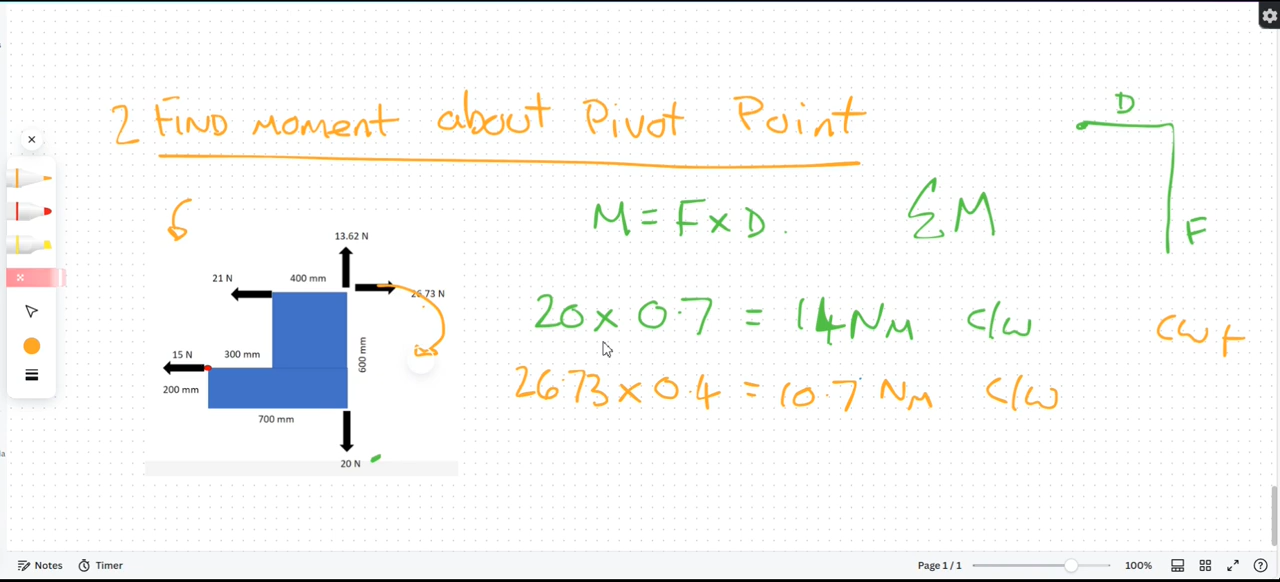 2 FIND MOMENT about Pivot Point
D
M = F x D.
ΣM
F
13.62 N
21 N
400 mm
26.73 N
20 x 0.7 = 14NM c/w
cw +
15 N
300 mm
600 mm
200 mm
26.73 x 0.4 = 10.7 NM c/w
700 mm
20 N
Notes
Timer
Page 1 / 1
100%